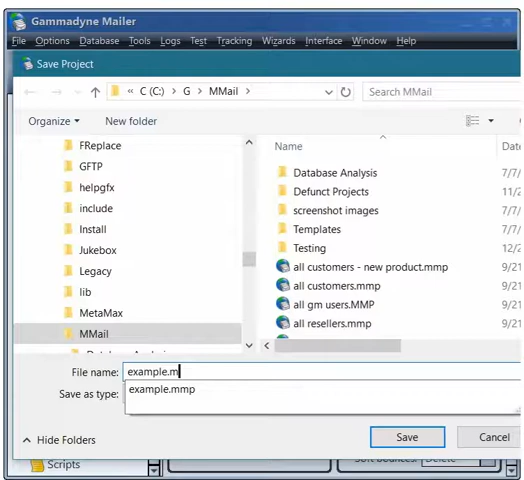 Gammadyne Mailer
File Options Database Tools Logs Test Tracking Wizards Interface Window Help
Save Project
« C (C:) > G > MMail >
Search MMail
Organize
New folder
FReplace
GFTP
helpgfx
include
Install
Jukebox
Legacy
lib
MetaMax
MMail
Name
Date
Database Analysis 7/7/
Defunct Projects 11/2
screenshot images 7/7/
Templates 7/7/
Testing 7/7/
all customers - new product.mmp 9/21
all customers.mmp 9/21
all gm users.MMP 9/21
all resellers.mmp 9/21
File name: example.m
example.mmp
Save as type:
Hide Folders
Save
Cancel
Scripts